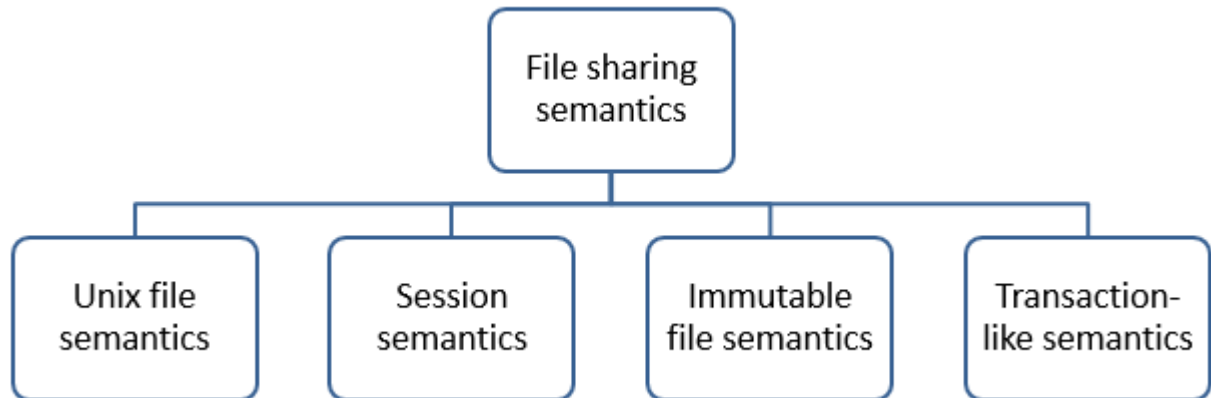 File sharing
semantics
Unix file
semantics
Session
semantics
Immutable
file semantics
Transaction-
like semantics